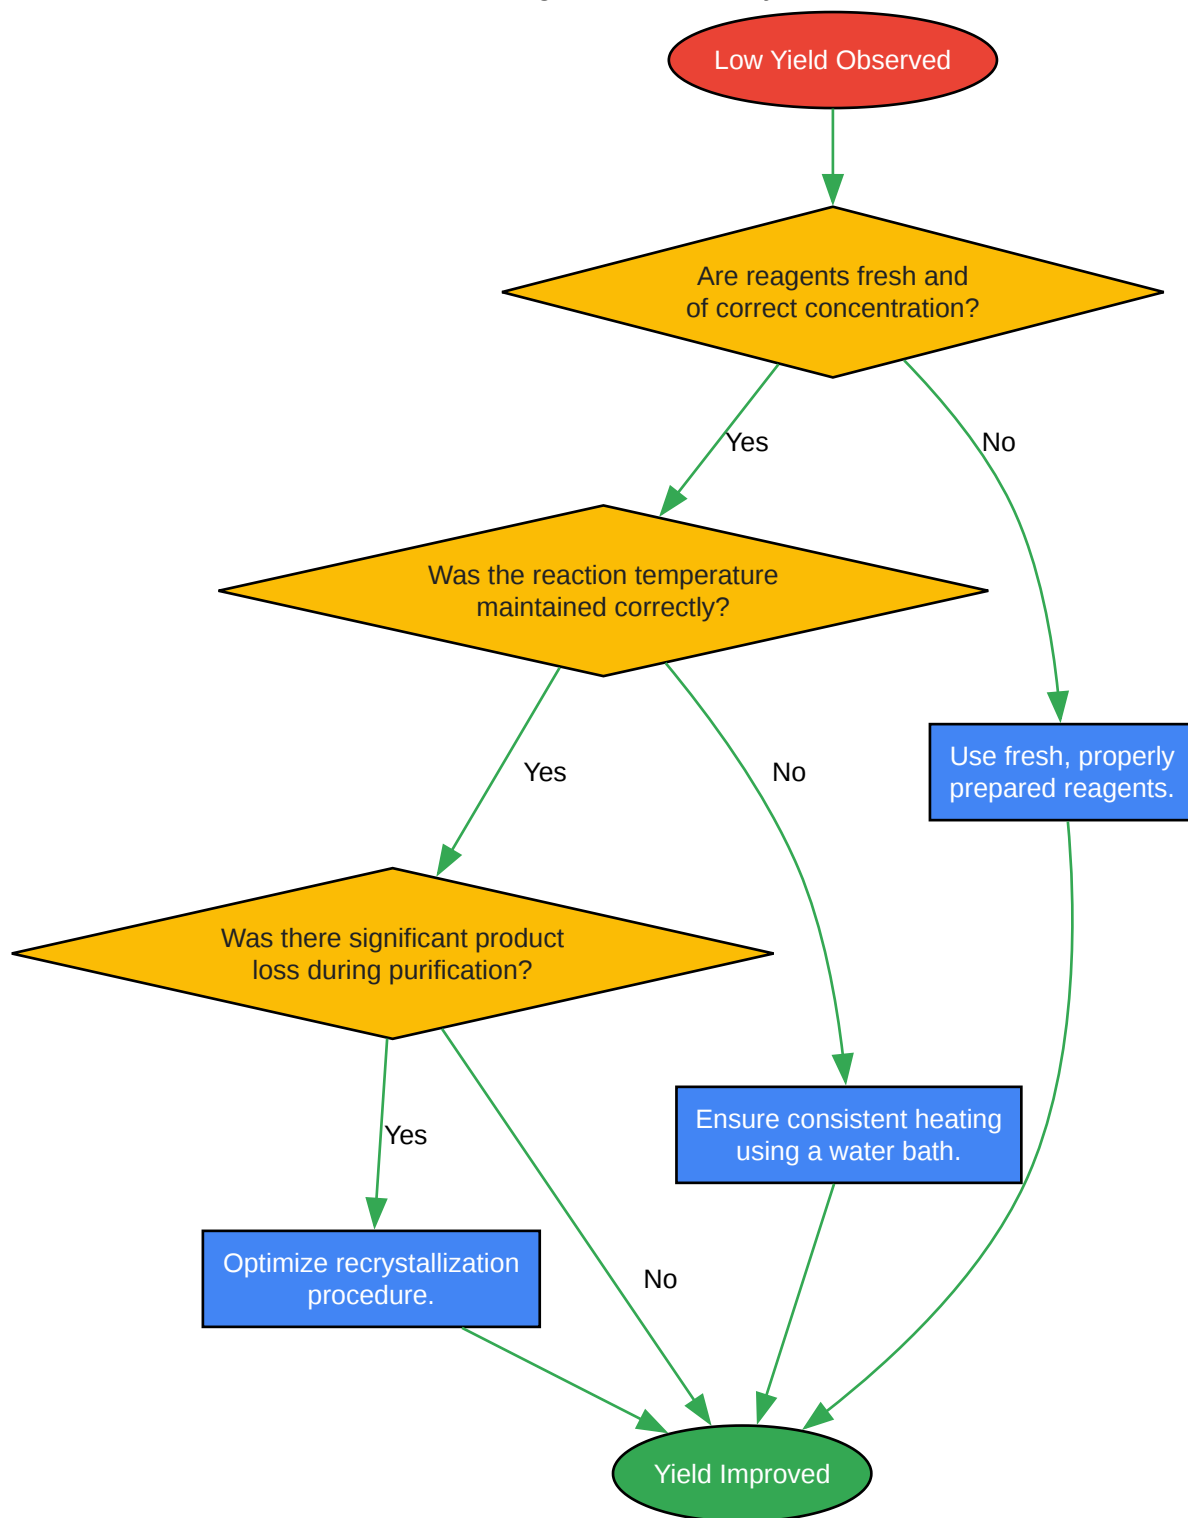 Low Yield Observed
Are reagents fresh and
of correct concentration?
Yes
No
Was the reaction temperature
maintained correctly?
Yes
No
Use fresh, properly
prepared reagents.
Was there significant product
loss during purification?
Yes
No
Ensure consistent heating
using a water bath.
Optimize recrystallization
procedure.
Yield Improved